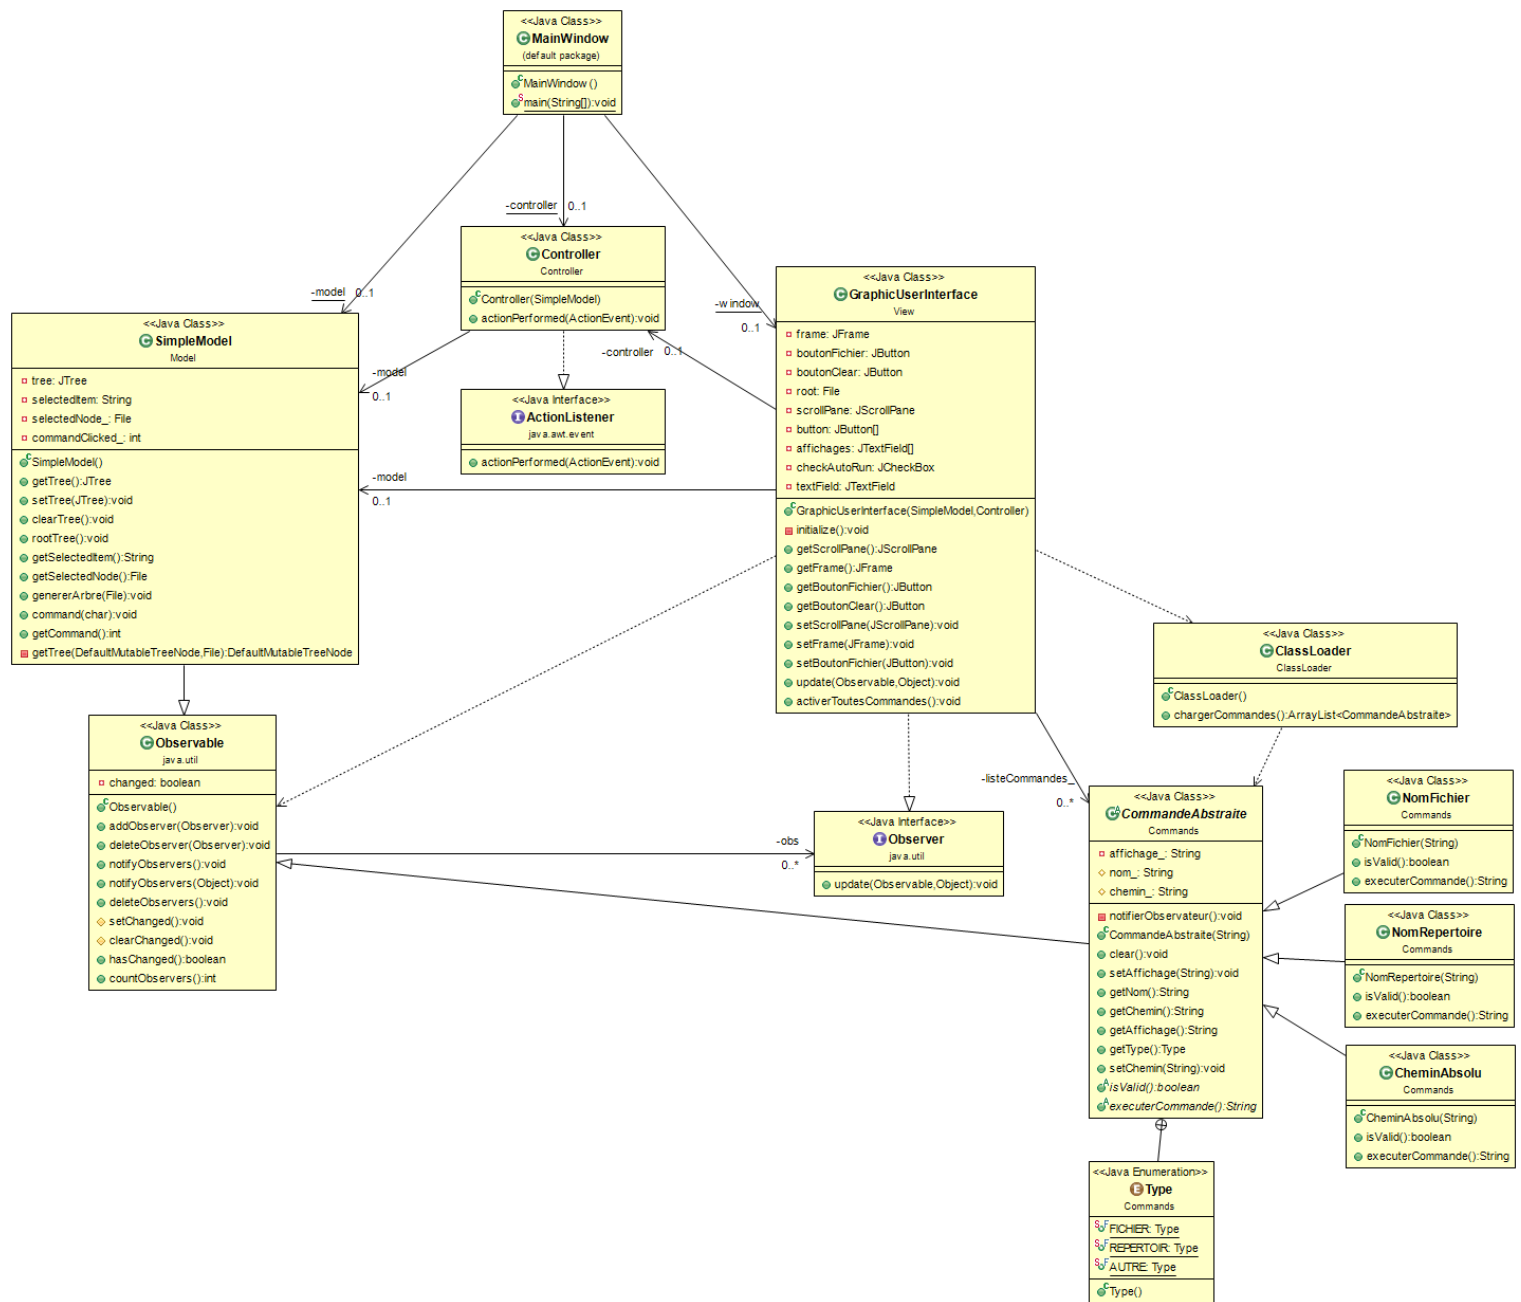 <<Java Class>>
MainWindow
(default package)
MainWindow()
main(String[]):void
-controller
0..1
-model
0..1
-window
0..1
<<Java Class>>
Controller
Controller
Controller(SimpleModel)
actionPerformed(ActionEvent):void
-model
0..1
-controller
0..1
<<Java Interface>>
ActionListener
java.awt.event
actionPerformed(ActionEvent):void
-model
0..1
<<Java Class>>
SimpleModel
Model
tree: JTree
selectedItem: String
selectedNode_: File
commandClicked_: int
SimpleModel()
getTree():JTree
setTree(JTree):void
clearTree():void
rootTree():void
getSelectedItem():String
getSelectedNode():File
genererArbre(File):void
command(char):void
getCommand():int
getTree(DefaultMutableTreeNode,File):DefaultMutableTreeNode
<<Java Class>>
GraphicUserInterface
View
frame: JFrame
boutonFichier: JButton
boutonClear: JButton
root: File
scrollPane: JScrollPane
button: JButton[]
affichages: JTextField[]
checkAutoRun: JCheckBox
textField: JTextField
GraphicUserInterface(SimpleModel,Controller)
initialize():void
getScrollPane():JScrollPane
getFrame():JFrame
getBoutonFichier():JButton
getBoutonClear():JButton
setScrollPane(JScrollPane):void
setFrame(JFrame):void
setBoutonFichier(JButton):void
update(Observable,Object):void
activerToutesCommandes():void
<<Java Class>>
ClassLoader
ClassLoader
ClassLoader()
chargerCommandes():ArrayList<CommandeAbstraite>
<<Java Class>>
Observable
java.util
changed: boolean
Observable()
addObserver(Observer):void
deleteObserver(Observer):void
notifyObservers():void
notifyObservers(Object):void
deleteObservers():void
setChanged():void
clearChanged():void
hasChanged():boolean
countObservers():int
-obs
0..*
<<Java Interface>>
Observer
java.util
update(Observable,Object):void
-listeCommandes_
0..*
<<Java Class>>
CommandeAbstraite
Commands
affichage_: String
nom_: String
chemin_: String
notifierObservateur():void
CommandeAbstraite(String)
clear():void
setAffichage(String):void
getNom():String
getChemin():String
getAffichage():String
getType():Type
setChemin(String):void
isValid():boolean
executerCommande():String
<<Java Class>>
NomFichier
Commands
NomFichier(String)
isValid():boolean
executerCommande():String
<<Java Class>>
NomRepertoire
Commands
NomRepertoire(String)
isValid():boolean
executerCommande():String
<<Java Class>>
CheminAbsolu
Commands
CheminAbsolu(String)
isValid():boolean
executerCommande():String
<<Java Enumeration>>
Type
Commands
FICHIER: Type
REPERTOIR: Type
AUTRE: Type
Type()